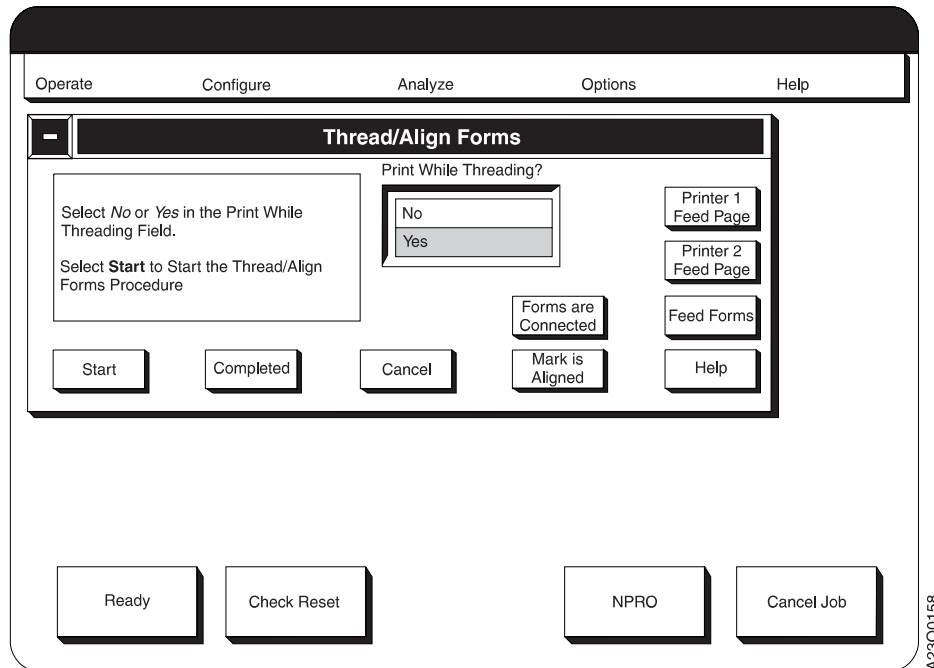 Operate Configure Analyze Options Help
Thread/Align Forms
Print While Threading?
Select No or Yes in the Print While
Threading Field.
Select Start to Start the Thread/Align
Forms Procedure
No
Yes
Printer 1
Feed Page
Printer 2
Feed Page
Forms are
Connected
Feed Forms
Start
Completed
Cancel
Mark is
Aligned
Help
Ready
Check Reset
NPRO
Cancel Job
A23O0158